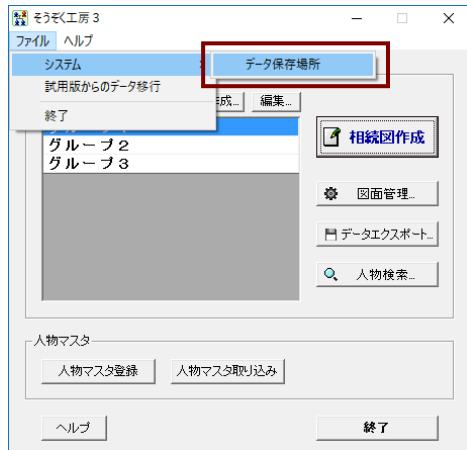 そうぞく工房 3
ファイル ヘルプ
システム
データ保存場所
試用版からのデータ移行
終了
成... 編集...
グループ2
グループ3
相続図作成
図面管理...
データエクスポート...
人物検索...
人物マスタ
人物マスタ登録 人物マスタ取り込み
ヘルプ 終了